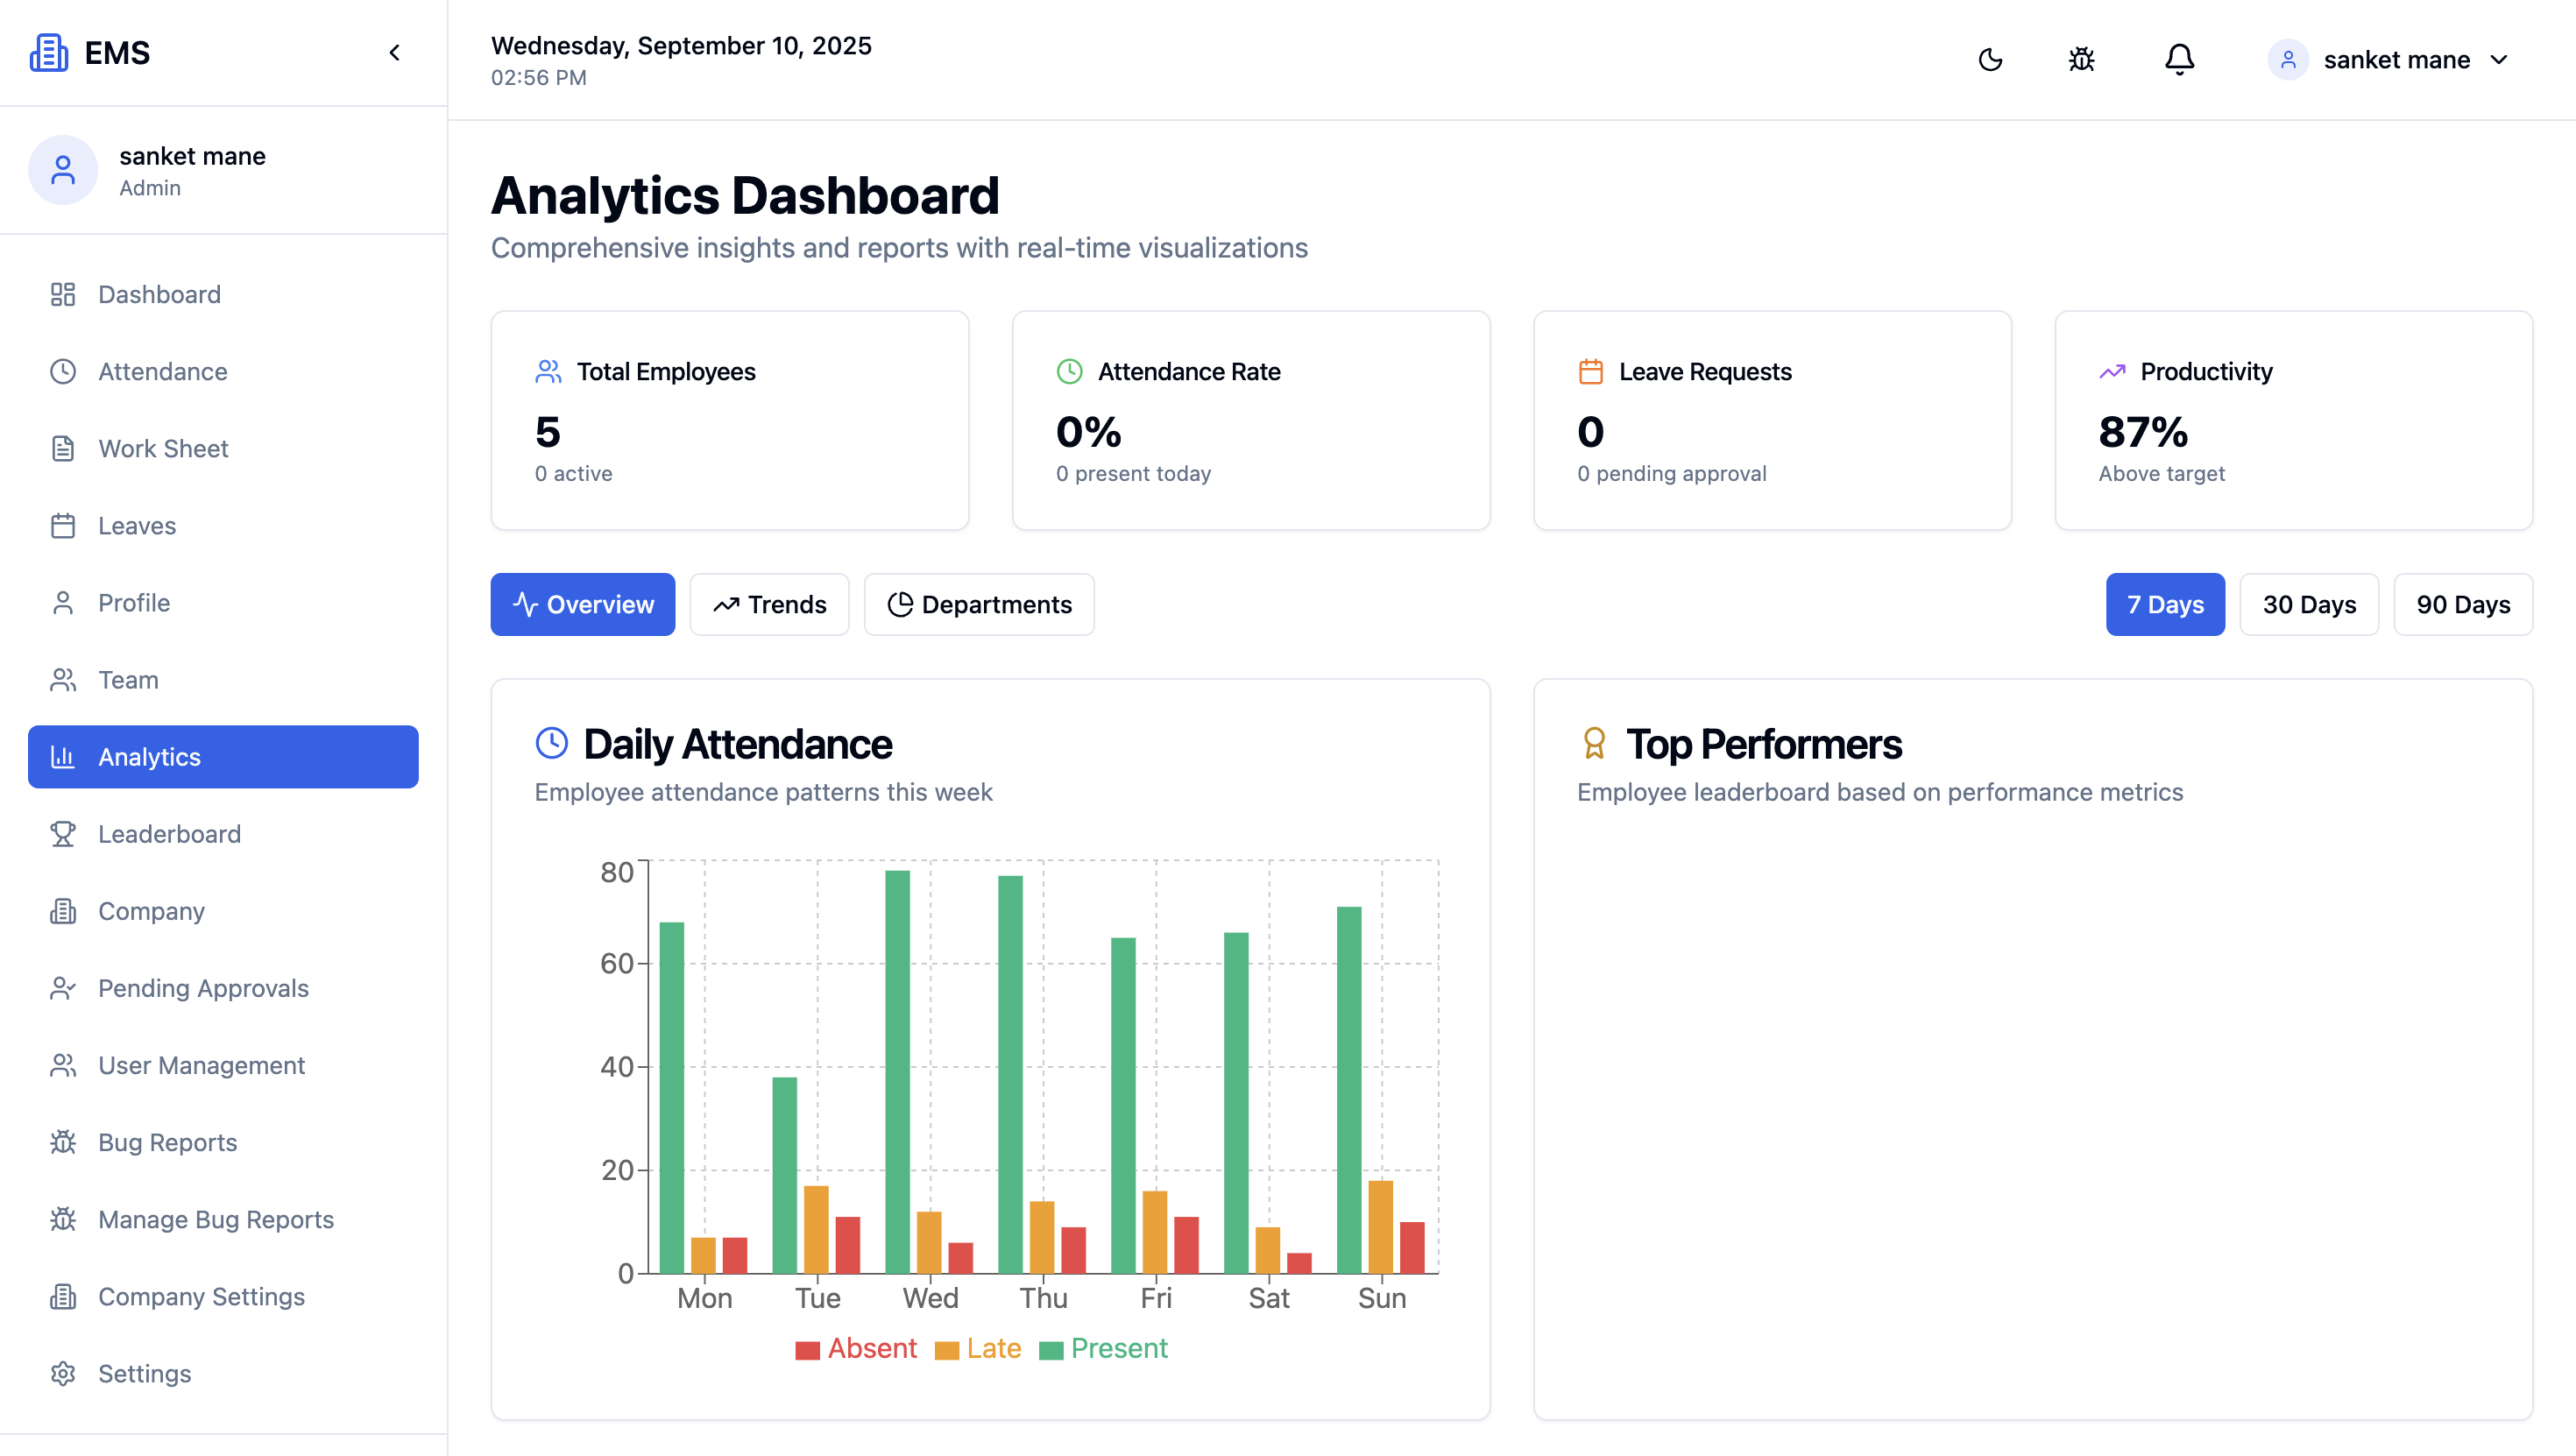 EMS
sanket mane
Admin
Dashboard
Attendance
Work Sheet
Leaves
Profile
Team
Analytics
Leaderboard
Company
Pending Approvals
User Management
Bug Reports
Manage Bug Reports
Company Settings
Settings
Wednesday, September 10, 2025
02:56 PM
sanket mane
Analytics Dashboard
Comprehensive insights and reports with real-time visualizations
Total Employees
5
0 active
Attendance Rate
0%
0 present today
Leave Requests
0
0 pending approval
Productivity
87%
Above target
Overview Trends Departments
7 Days 30 Days 90 Days
Daily Attendance
Employee attendance patterns this week
80
60
40
20
0
Mon Tue Wed Thu Fri Sat Sun
Absent Late Present
Top Performers
Employee leaderboard based on performance metrics